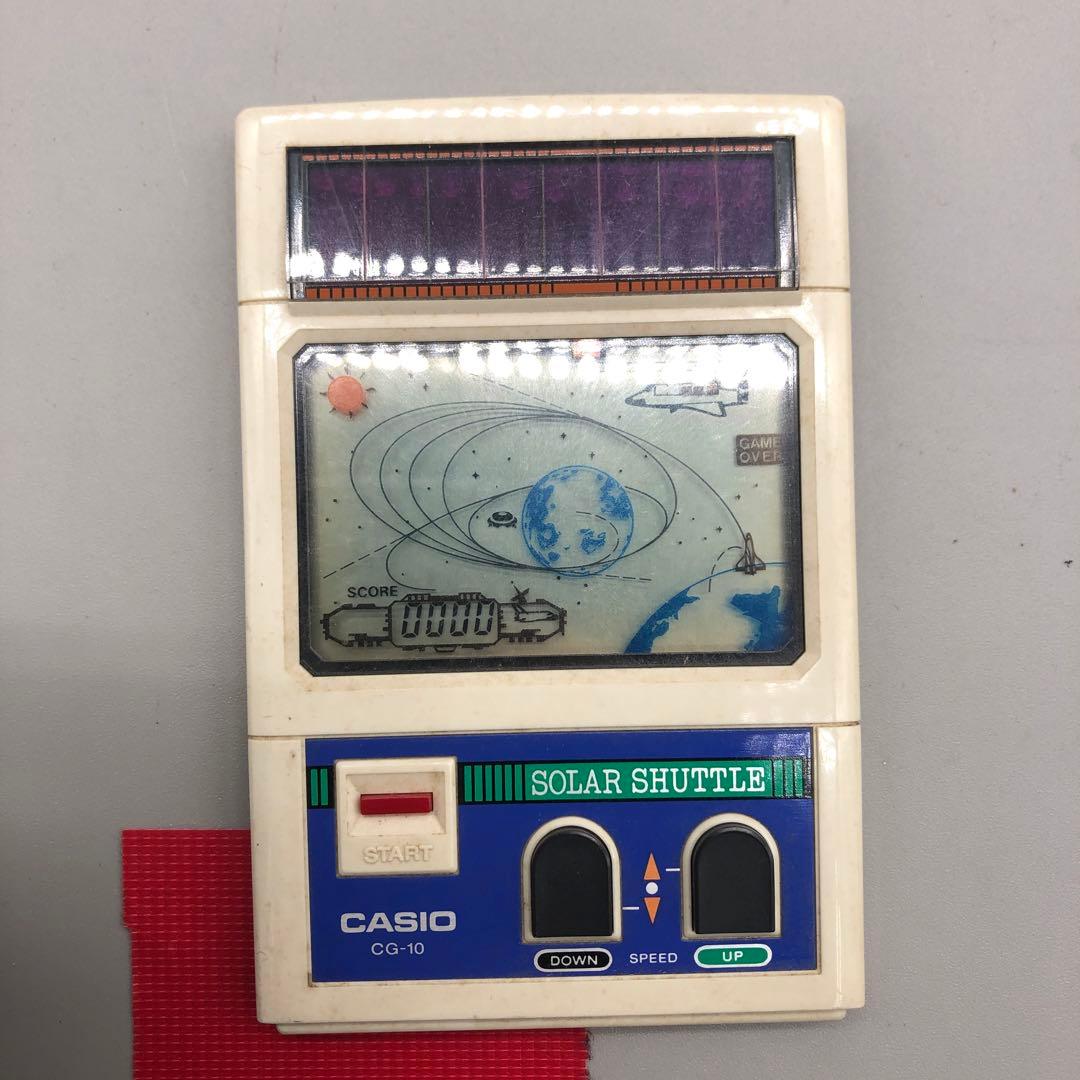 GAME
OVER
SCORE
0000
SOLAR SHUTTLE
START
CASIO
CG-10
DOWN
SPEED
UP